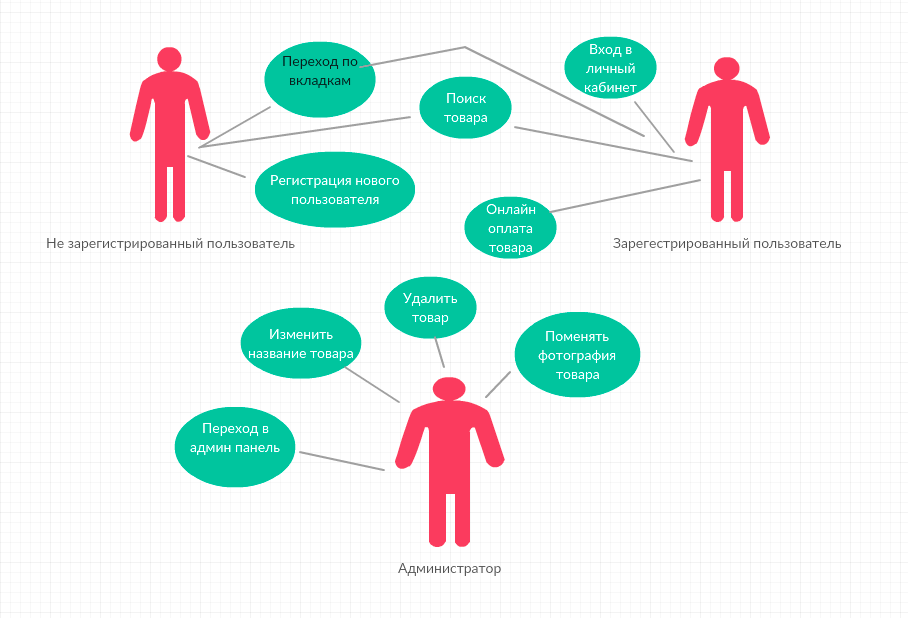 Переход по
вкладкам
Вход в
личный
кабинет
Поиск
товара
Регистрация нового
пользователя
Онлайн
оплата
товара
Не зарегистрированный пользователь
Зарегестрированный пользователь
Удалить
товар
Изменить
название товара
Поменять
фотография
товара
Переход в
админ панель
Администратор